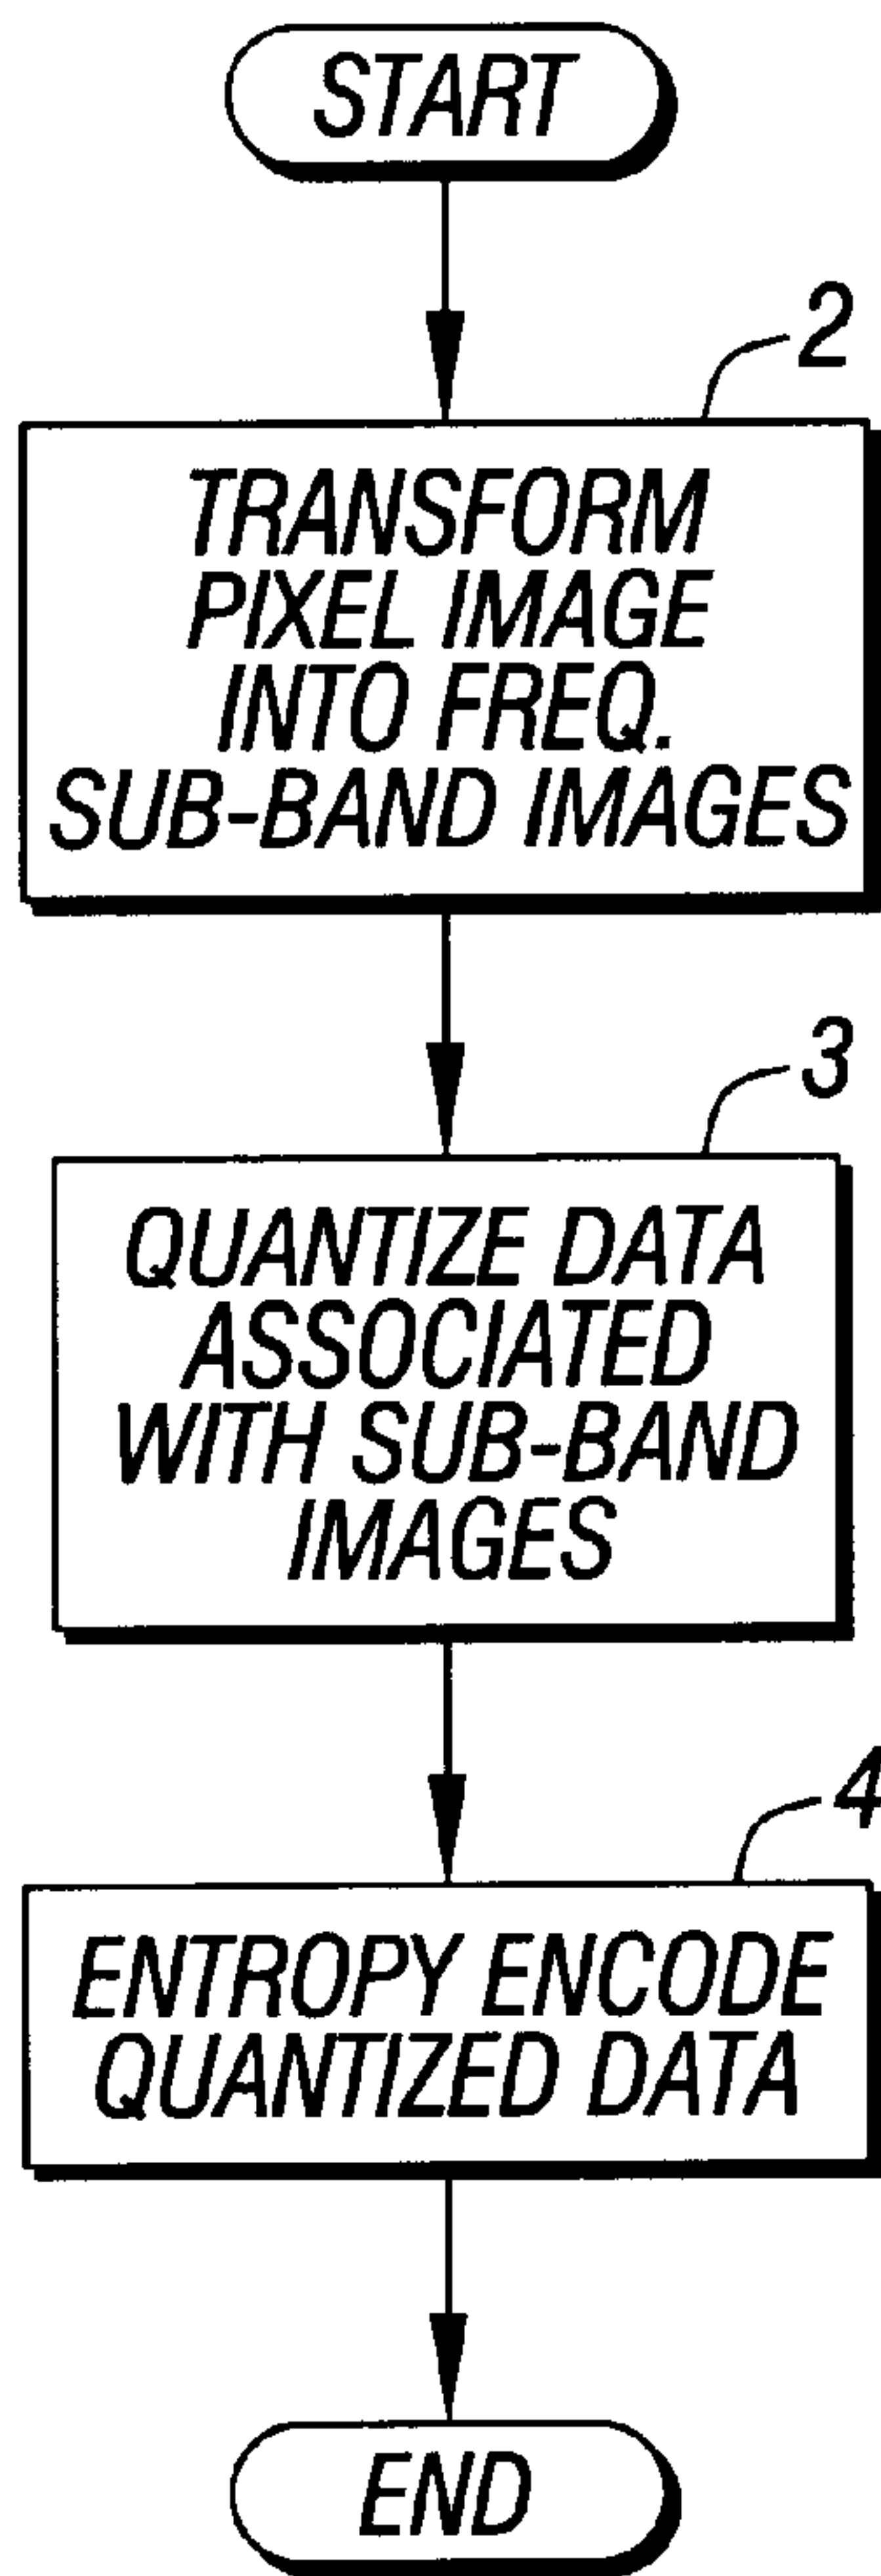 START
2
TRANSFORM
PIXEL IMAGE
INTO FREQ.
SUB-BAND IMAGES
3
QUANTIZE DATA
ASSOCIATED
WITH SUB-BAND
IMAGES
4
ENTROPY ENCODE
QUANTIZED DATA
END